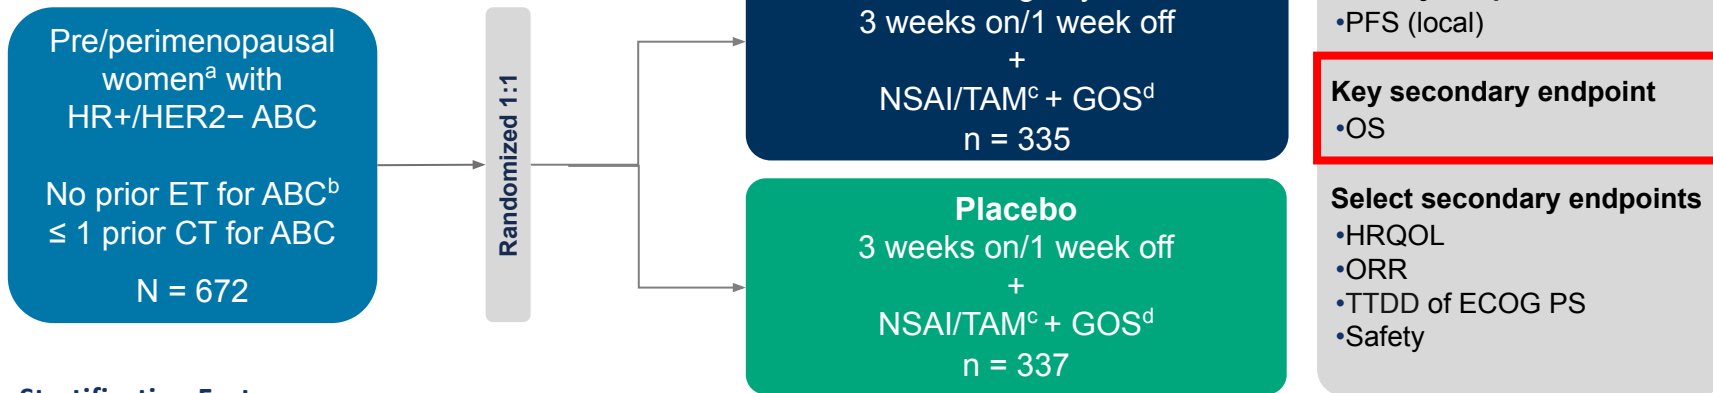 Pre/perimenopausal
womenᵃ with
HR+/HER2− ABC
No prior ET for ABCᵇ
≤ 1 prior CT for ABC
N = 672
Randomized 1:1
3 weeks on/1 week off
+
NSAI/TAMᶜ + GOSᵈ
n = 335
Placebo
3 weeks on/1 week off
+
NSAI/TAMᶜ + GOSᵈ
n = 337
•PFS (local)
Key secondary endpoint
•OS
Select secondary endpoints
•HRQOL
•ORR
•TTDD of ECOG PS
•Safety